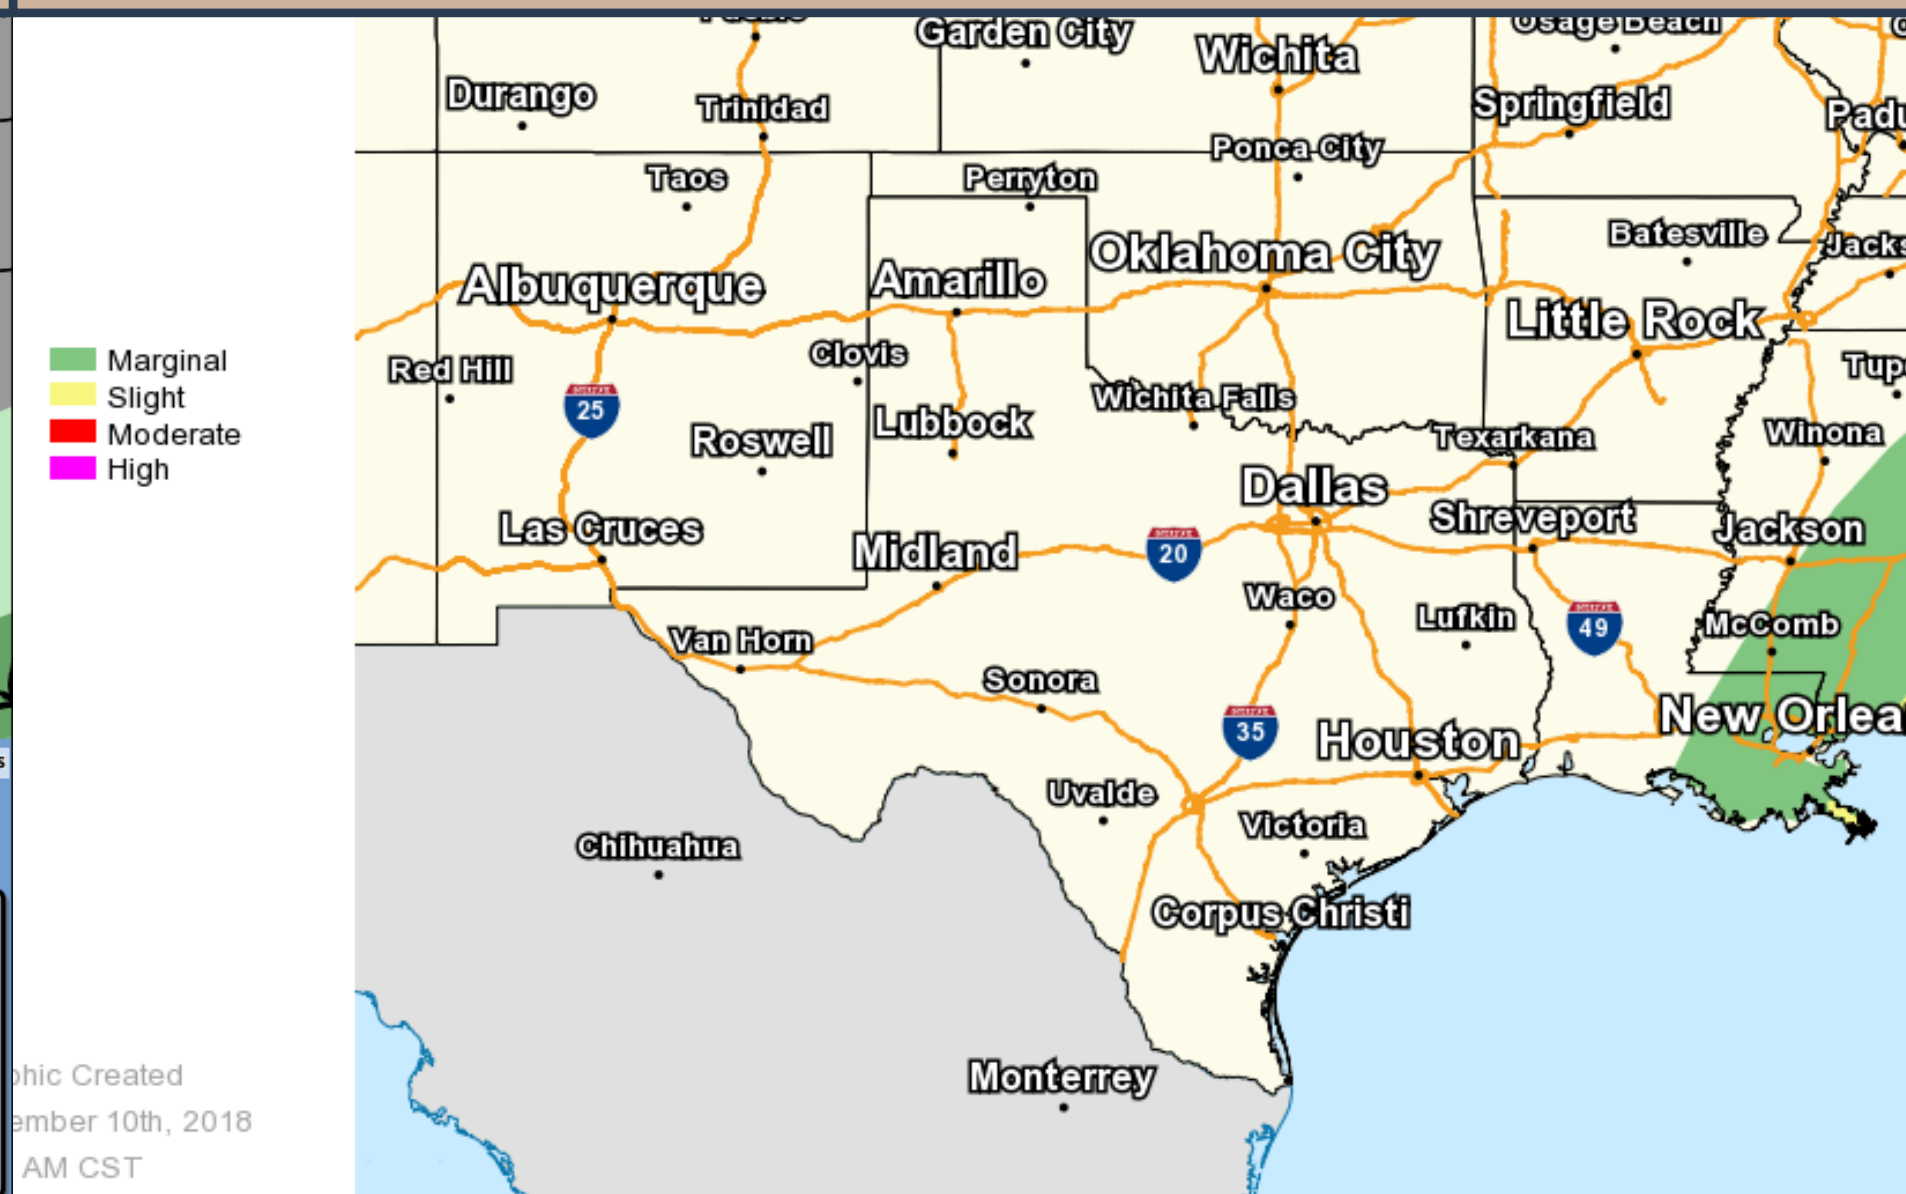 Garden City
Wichita
Osage Beach
Durango
Trinidad
Springfield
Ponca City
Taos
Perryton
Batesville
Oklahoma City
Albuquerque
Amarillo
Little Rock
Marginal
Slight
Moderate
High
Red Hill
Clovis
25
Wichita Falls
Roswell
Lubbock
Texarkana
Winona
Dallas
Las Cruces
Shreveport
Jackson
Midland
20
Waco
Lufkin
49
McComb
Van Horn
Sonora
New Orlea
35
Houston
Uvalde
Victoria
Chihuahua
Corpus Christi
Monterrey
phic Created
ember 10th, 2018
AM CST